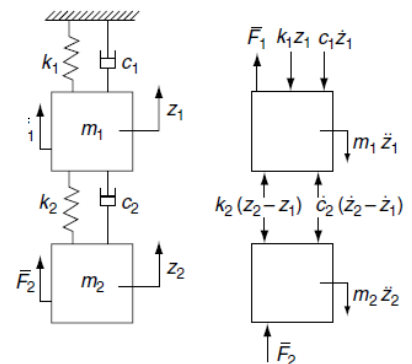 k₁
c₁
z₁
m₁
₁
k₂
c₂
z₂
F̅₂
m₂
F̅₁
k₁z₁
c₁ż₁
m₁z̈₁
k₂(z₂ − z₁)
ċ₂(ż₂ − ż₁)
m₂z̈₂
F̅₂